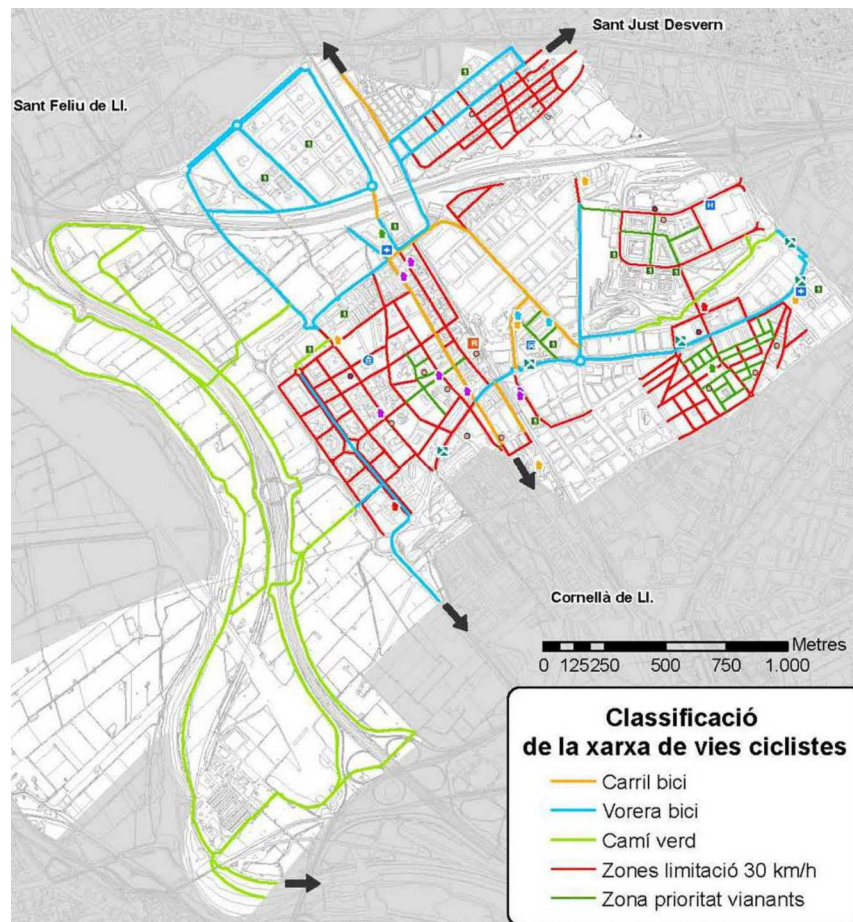 Sant Just Desvern
Sant Feliu de Ll.
Cornellà de Ll.
Metres
0 125250 500 750 1.000
Classificació
de la xarxa de vies ciclistes
Carril bici
Vorera bici
Camí verd
Zones limitació 30 km/h
Zona prioritat vianants